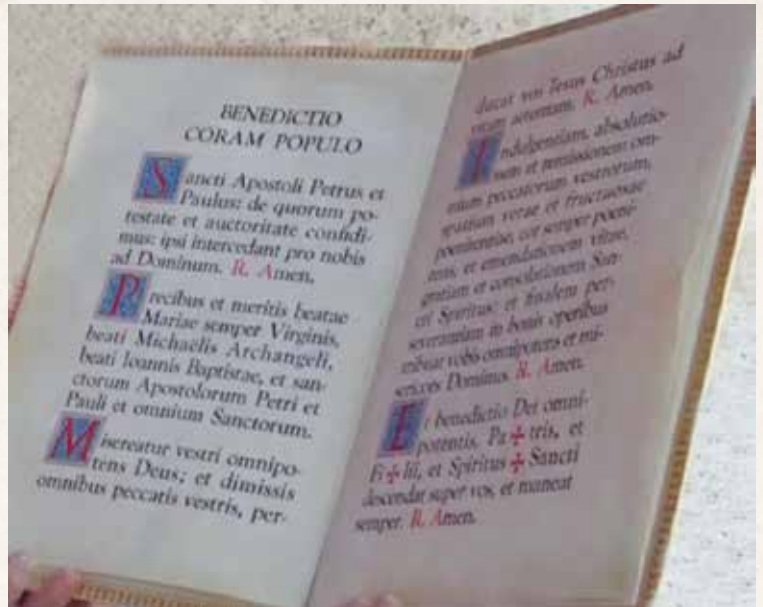 BENEDICTIO
CORAM POPULO
Sancti Apostoli Petrus et
Paulus: de quorum po-
testate et auctoritate confidi-
mus: ipsi intercedant pro nobis
ad Dominum. R. Amen.
Precibus et meritis beatae
Mariae semper Virginis,
beati Michaelis Archangeli,
beati Ioannis Baptistae, et san-
ctorum Apostolorum Petri et
Pauli et omnium Sanctorum.
Misereatur vestri omnipo-
tens Deus; et dimissis
omnibus peccatis vestris, per-
ducat vos Iesus Christus ad
vitam aeternam. R. Amen.
Indulgentiam, absolutio-
nem et remissionem om-
nium peccatorum vestrorum,
spatium verae et fructuosae
poenitentiae, cor semper poeni-
tens, et emendationem vitae,
gratiam et consolationem San-
cti Spiritus; et finalem per-
severantiam in bonis operibus
tribuat vobis omnipotens et mi-
sericors Dominus. R. Amen.
Et benedictio Dei omni-
potentis, Pa ✠ tris, et
Fi ✠ lii, et Spiritus ✠ Sancti
descendat super vos, et maneat
semper. R. Amen.